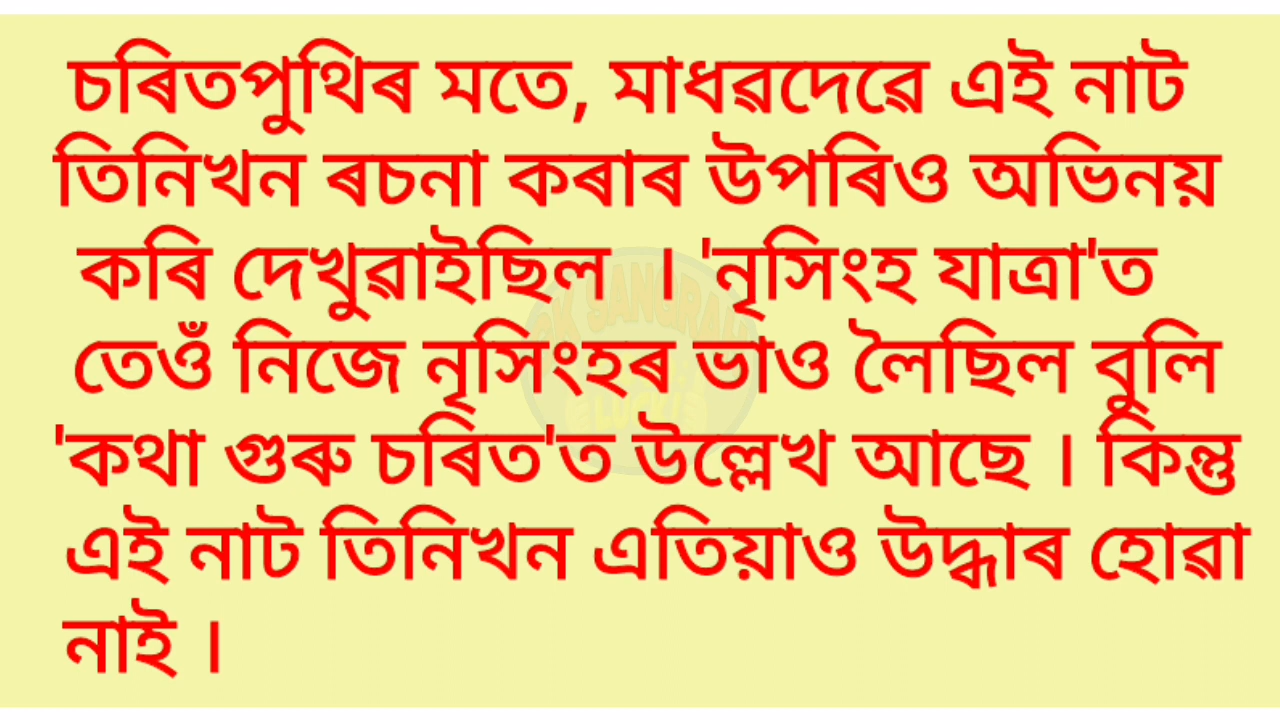 চৰিতপুথিৰ মতে, মাধৱদেৱে এই নাট
তিনিখন ৰচনা কৰাৰ উপৰিও অভিনয়
কৰি দেখুৱাইছিল । 'নৃসিংহ যাত্ৰা'ত
তেওঁ নিজে নৃসিংহৰ ভাও লৈছিল বুলি
'কথা গুৰু চৰিত'ত উল্লেখ আছে । কিন্তু
এই নাট তিনিখন এতিয়াও উদ্ধাৰ হোৱা
নাই ।